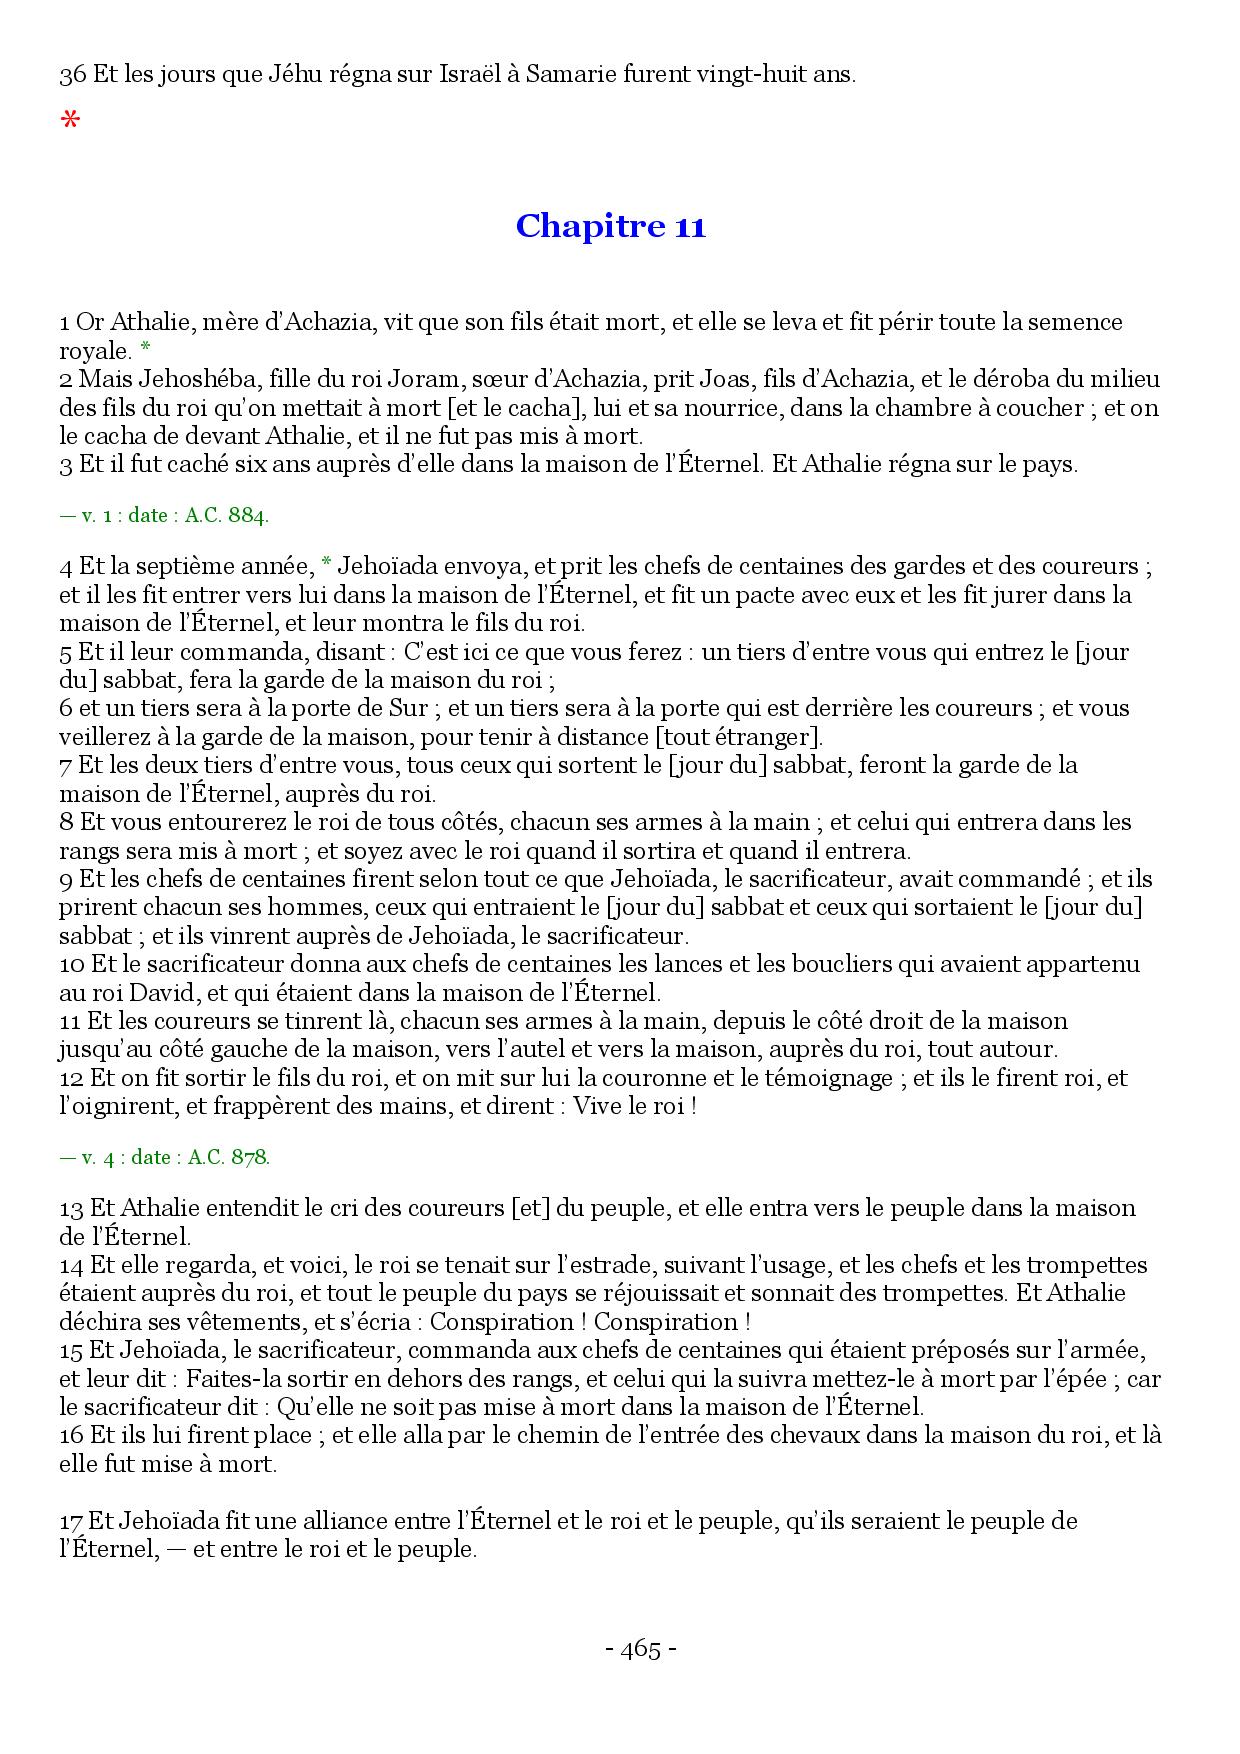 36 Et les jours que Jéhu régna sur Israël à Samarie furent vingt-huit ans.
*
Chapitre 11
1 Or Athalie, mère d’Achazia, vit que son fils était mort, et elle se leva et fit périr toute la semence
royale. *
2 Mais Jehoshéba, fille du roi Joram, sœur d’Achazia, prit Joas, fils d’Achazia, et le déroba du milieu
des fils du roi qu’on mettait à mort [et le cacha], lui et sa nourrice, dans la chambre à coucher ; et on
le cacha de devant Athalie, et il ne fut pas mis à mort.
3 Et il fut caché six ans auprès d’elle dans la maison de l’Éternel. Et Athalie régna sur le pays.
— v. 1 : date : A.C. 884.
4 Et la septième année, * Jehoïada envoya, et prit les chefs de centaines des gardes et des coureurs ;
et il les fit entrer vers lui dans la maison de l’Éternel, et fit un pacte avec eux et les fit jurer dans la
maison de l’Éternel, et leur montra le fils du roi.
5 Et il leur commanda, disant : C’est ici ce que vous ferez : un tiers d’entre vous qui entrez le [jour
du] sabbat, fera la garde de la maison du roi ;
6 et un tiers sera à la porte de Sur ; et un tiers sera à la porte qui est derrière les coureurs ; et vous
veillerez à la garde de la maison, pour tenir à distance [tout étranger].
7 Et les deux tiers d’entre vous, tous ceux qui sortent le [jour du] sabbat, feront la garde de la
maison de l’Éternel, auprès du roi.
8 Et vous entourerez le roi de tous côtés, chacun ses armes à la main ; et celui qui entrera dans les
rangs sera mis à mort ; et soyez avec le roi quand il sortira et quand il entrera.
9 Et les chefs de centaines firent selon tout ce que Jehoïada, le sacrificateur, avait commandé ; et ils
prirent chacun ses hommes, ceux qui entraient le [jour du] sabbat et ceux qui sortaient le [jour du]
sabbat ; et ils vinrent auprès de Jehoïada, le sacrificateur.
10 Et le sacrificateur donna aux chefs de centaines les lances et les boucliers qui avaient appartenu
au roi David, et qui étaient dans la maison de l’Éternel.
11 Et les coureurs se tinrent là, chacun ses armes à la main, depuis le côté droit de la maison
jusqu’au côté gauche de la maison, vers l’autel et vers la maison, auprès du roi, tout autour.
12 Et on fit sortir le fils du roi, et on mit sur lui la couronne et le témoignage ; et ils le firent roi, et
l’oignirent, et frappèrent des mains, et dirent : Vive le roi !
— v. 4 : date : A.C. 878.
13 Et Athalie entendit le cri des coureurs [et] du peuple, et elle entra vers le peuple dans la maison
de l’Éternel.
14 Et elle regarda, et voici, le roi se tenait sur l’estrade, suivant l’usage, et les chefs et les trompettes
étaient auprès du roi, et tout le peuple du pays se réjouissait et sonnait des trompettes. Et Athalie
déchira ses vêtements, et s’écria : Conspiration ! Conspiration !
15 Et Jehoïada, le sacrificateur, commanda aux chefs de centaines qui étaient préposés sur l’armée,
et leur dit : Faites-la sortir en dehors des rangs, et celui qui la suivra mettez-le à mort par l’épée ; car
le sacrificateur dit : Qu’elle ne soit pas mise à mort dans la maison de l’Éternel.
16 Et ils lui firent place ; et elle alla par le chemin de l’entrée des chevaux dans la maison du roi, et là
elle fut mise à mort.
17 Et Jehoïada fit une alliance entre l’Éternel et le roi et le peuple, qu’ils seraient le peuple de
l’Éternel, — et entre le roi et le peuple.
- 465 -